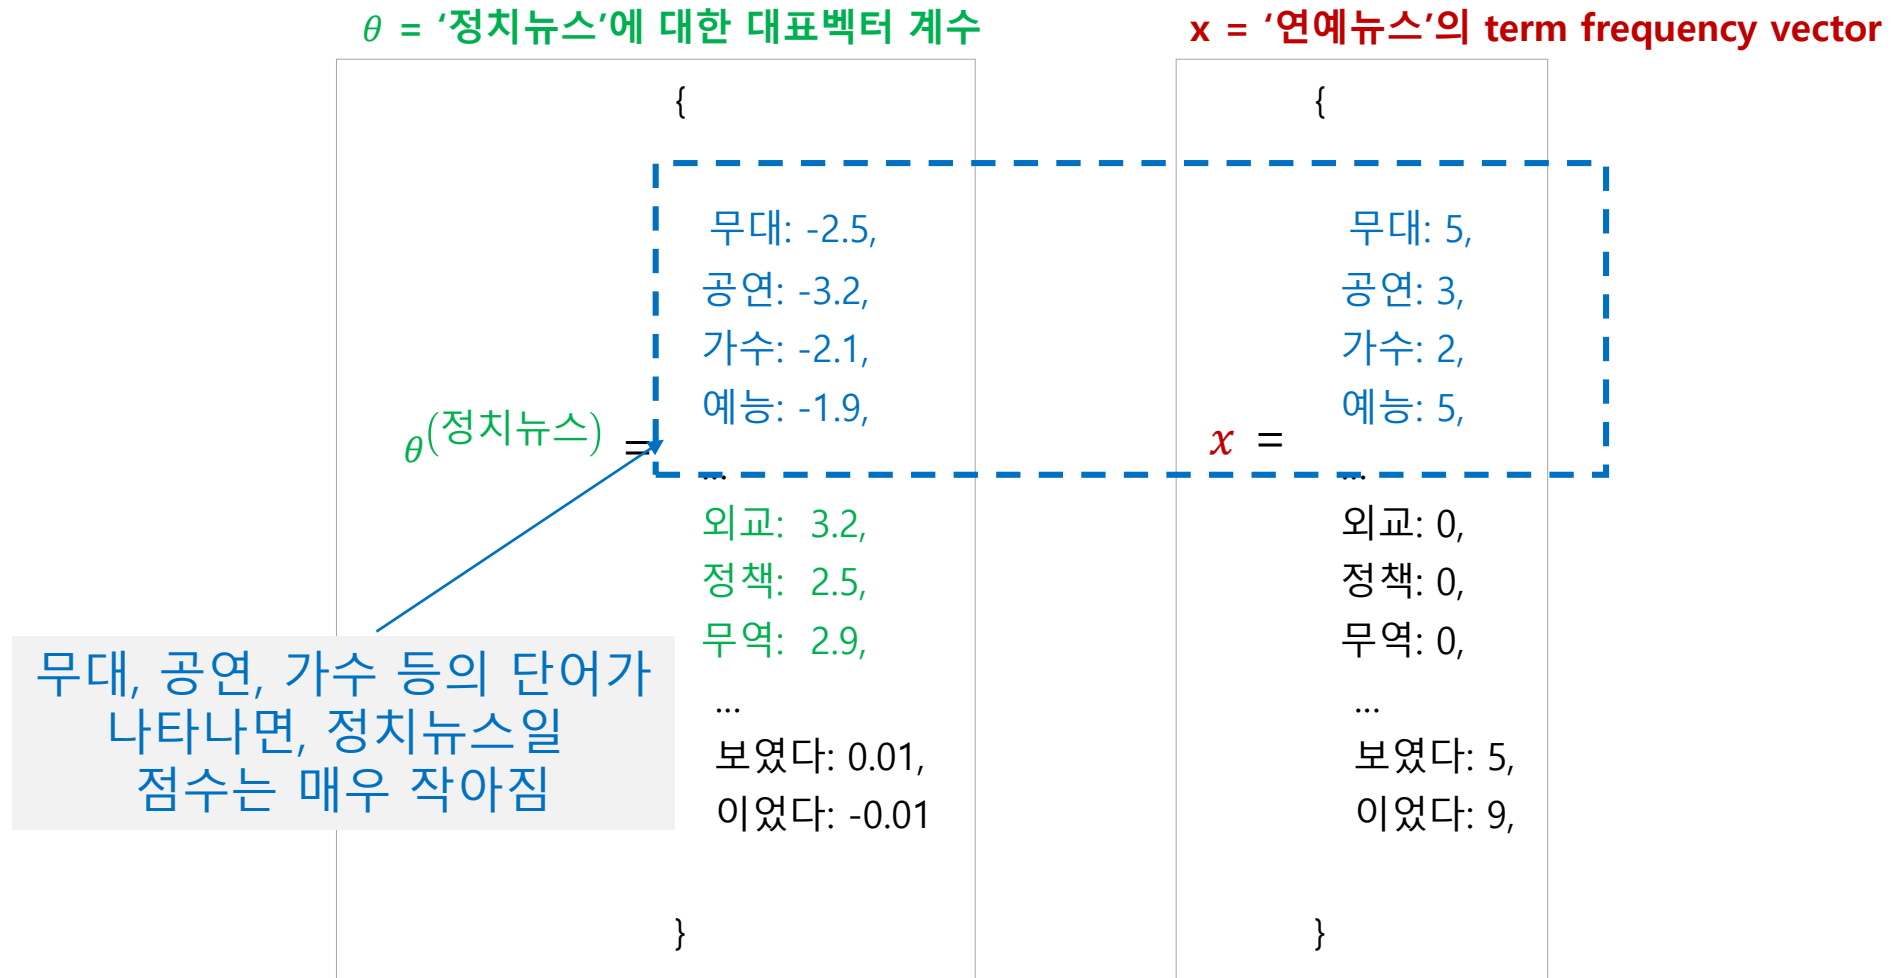 θ = ‘정치뉴스’에 대한 대표벡터 계수
{
무대: -2.5,
공연: -3.2,
가수: -2.1,
예능: -1.9,
θ(정치뉴스) =
...
외교: 3.2,
정책: 2.5,
무역: 2.9,
...
보였다: 0.01,
이었다: -0.01
}
x = ‘연예뉴스’의 term frequency vector
{
무대: 5,
공연: 3,
가수: 2,
예능: 5,
x =
...
외교: 0,
정책: 0,
무역: 0,
...
보였다: 5,
이었다: 9,
}
무대, 공연, 가수 등의 단어가
나타나면, 정치뉴스일
점수는 매우 작아짐